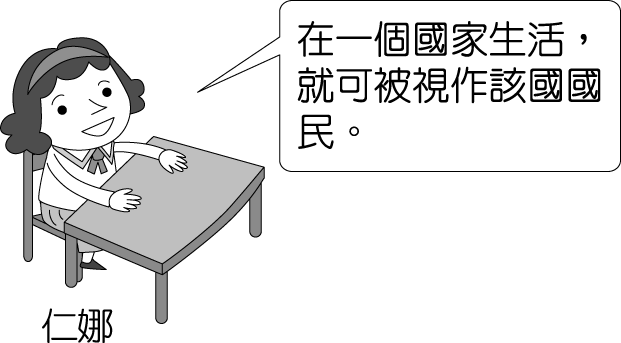 在一個國家生活，
就可被視作該國國
民。
仁娜